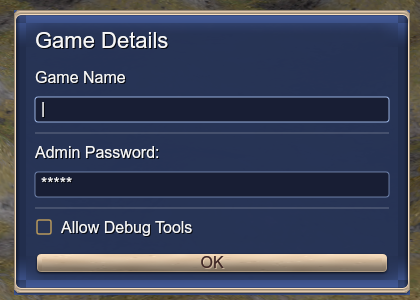 Game Details
Game Name
Admin Password:
*****
Allow Debug Tools
OK